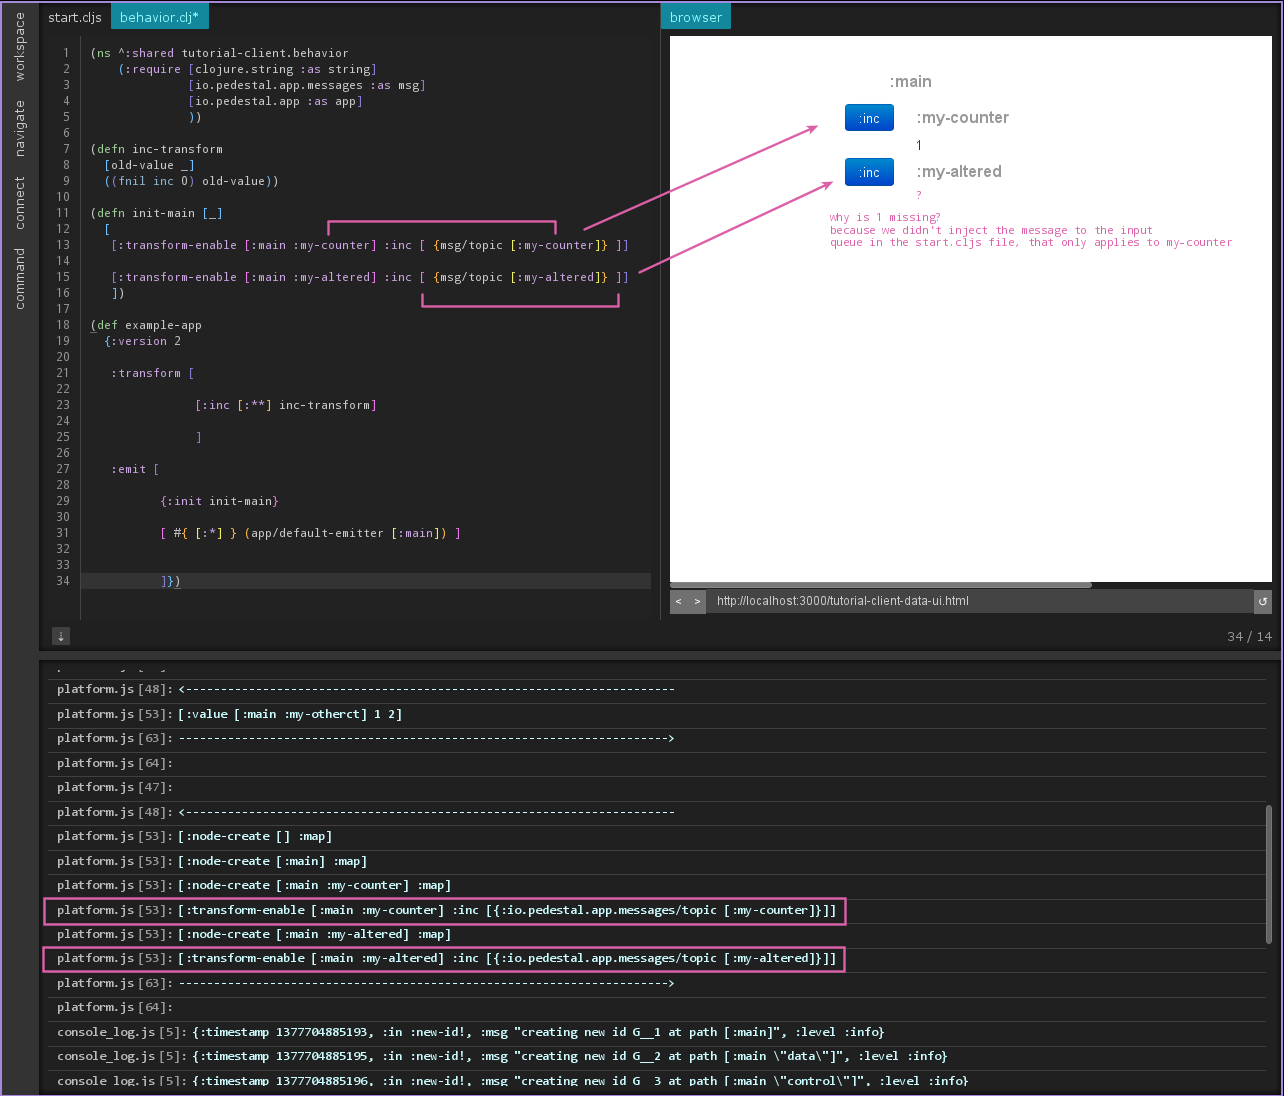 workspace
navigate
connect
command
start.cljs
behavior.clj*
1 (ns ^:shared tutorial-client.behavior
2 (:require [clojure.string :as string]
3 [io.pedestal.app.messages :as msg]
4 [io.pedestal.app :as app]
5 ))
6
7 (defn inc-transform
8 [old-value _]
9 ((fnil inc 0) old-value))
10
11 (defn init-main [_]
12 [
13 [:transform-enable [:main :my-counter] :inc [ {msg/topic [:my-counter]} ]]
14
15 [:transform-enable [:main :my-altered] :inc [ {msg/topic [:my-altered]} ]]
16 ])
17
18 (def example-app
19 {:version 2
20
21 :transform [
22
23 [:inc [:**] inc-transform]
24
25 ]
26
27 :emit [
28
29 {:init init-main}
30
31 [ #{ [:*] } (app/default-emitter [:main]) ]
32
33
34 ]})
browser
:main
:inc :my-counter
1
:inc :my-altered
?
why is 1 missing?
because we didn't inject the message to the input
queue in the start.cljs file, that only applies to my-counter
< > http://localhost:3000/tutorial-client-data-ui.html ↺
↓
34 / 14
platform.js[48]: <----------------------------------------------------------------------
platform.js[53]: [:value [:main :my-otherct] 1 2]
platform.js[63]: ---------------------------------------------------------------------->
platform.js[64]:
platform.js[47]:
platform.js[48]: <----------------------------------------------------------------------
platform.js[53]: [:node-create [] :map]
platform.js[53]: [:node-create [:main] :map]
platform.js[53]: [:node-create [:main :my-counter] :map]
platform.js[53]: [:transform-enable [:main :my-counter] :inc [{:io.pedestal.app.messages/topic [:my-counter]}]]
platform.js[53]: [:node-create [:main :my-altered] :map]
platform.js[53]: [:transform-enable [:main :my-altered] :inc [{:io.pedestal.app.messages/topic [:my-altered]}]]
platform.js[63]: ---------------------------------------------------------------------->
platform.js[64]:
console_log.js[5]: {:timestamp 1377704885193, :in :new-id!, :msg "creating new id G__1 at path [:main]", :level :info}
console_log.js[5]: {:timestamp 1377704885195, :in :new-id!, :msg "creating new id G__2 at path [:main \"data\"]", :level :info}
console_log.js[5]: {:timestamp 1377704885196, :in :new-id!, :msg "creating new id G__3 at path [:main \"control\"]", :level :info}